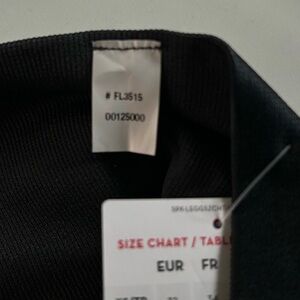 # FL3515
00125000
SIZE CHART / TABL
EUR FR